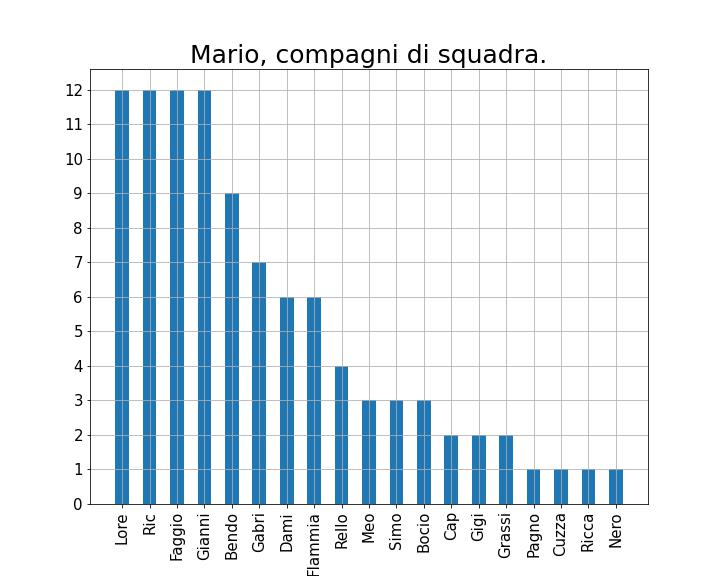 Mario, compagni di squadra.
12
11
10
9
8
7
6
5
4
3
2
1
0
Lore
Ric
Faggio
Gianni
Bendo
Gabri
Dami
Flammia
Rello
Meo
Simo
Bocio
Cap
Gigi
Grassi
Pagno
Cuzza
Ricca
Nero